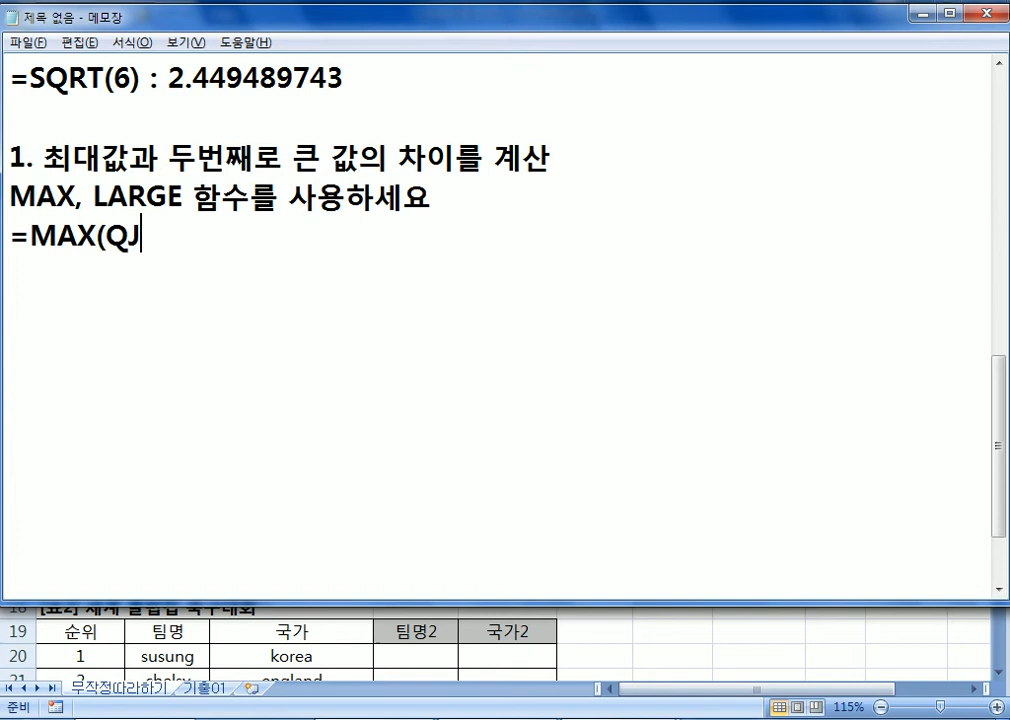 제목 없음 - 메모장
파일(F) 편집(E) 서식(O) 보기(V) 도움말(H)
=SQRT(6) : 2.449489743
1. 최대값과 두번째로 큰 값의 차이를 계산
MAX, LARGE 함수를 사용하세요
=MAX(QJ
19 순위 팀명 국가 팀명2 국가2
20 1 susung korea
무작정따라하기 기출01
준비 115%